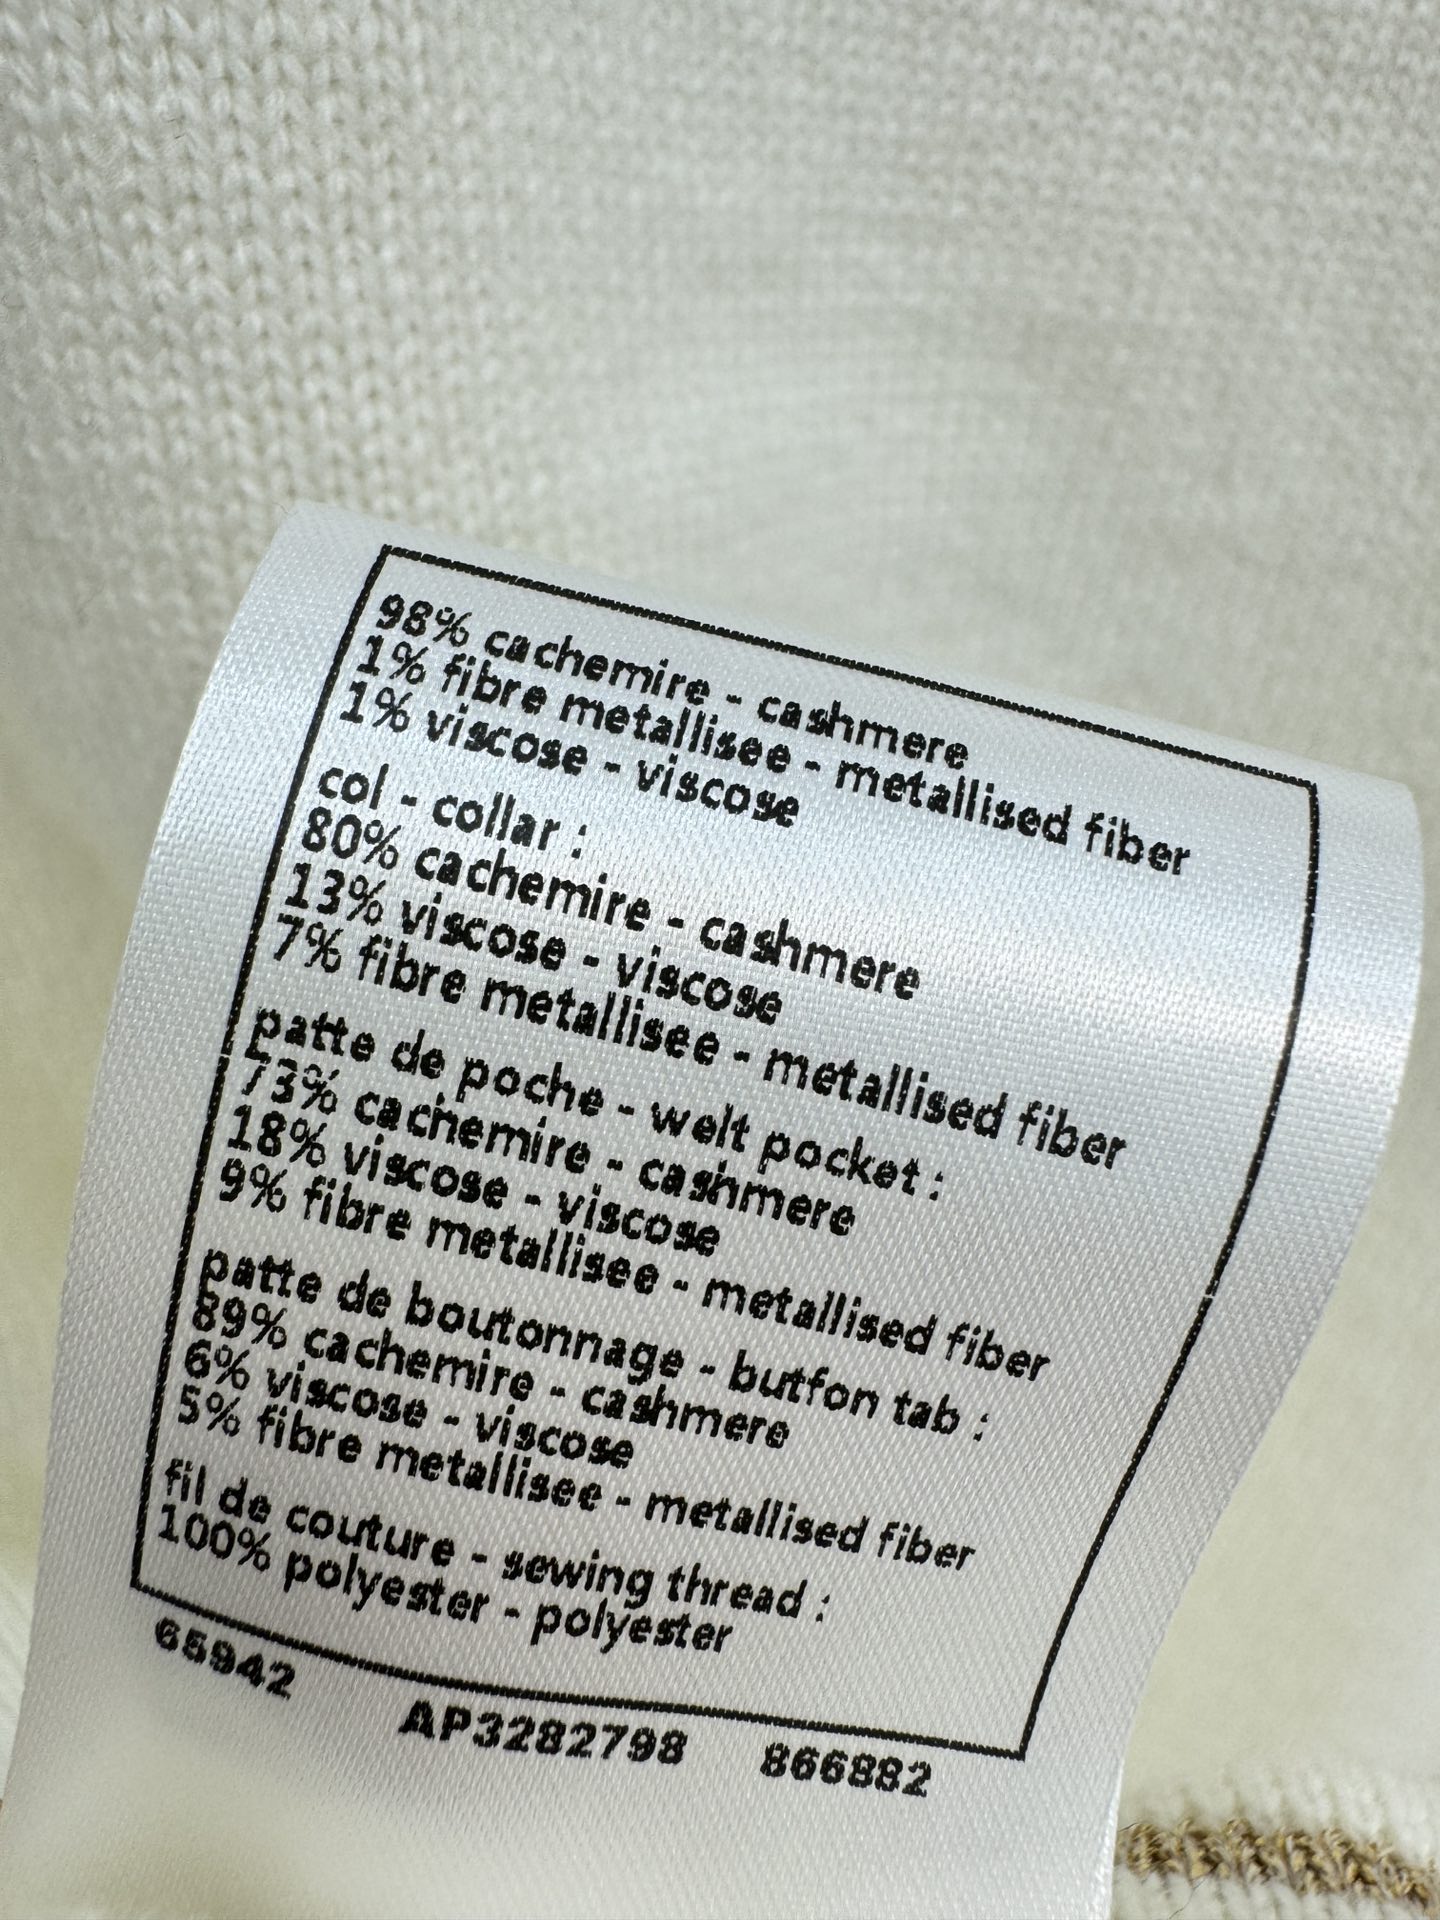 98% cachemire - cashmere
1% fibre metallisee - metallised fiber
1% viscose - viscose
col - collar :
80% cachemire - cashmere
13% viscose - viscose
7% fibre metallisee - metallised fiber
patte de poche - welt pocket :
73% cachemire - cashmere
18% viscose - viscose
9% fibre metallisee - metallised fiber
patte de boutonnage - button tab :
89% cachemire - cashmere
6% viscose - viscose
5% fibre metallisee - metallised fiber
fil de couture - sewing thread :
100% polyester - polyester
65942 AP3282798 866882